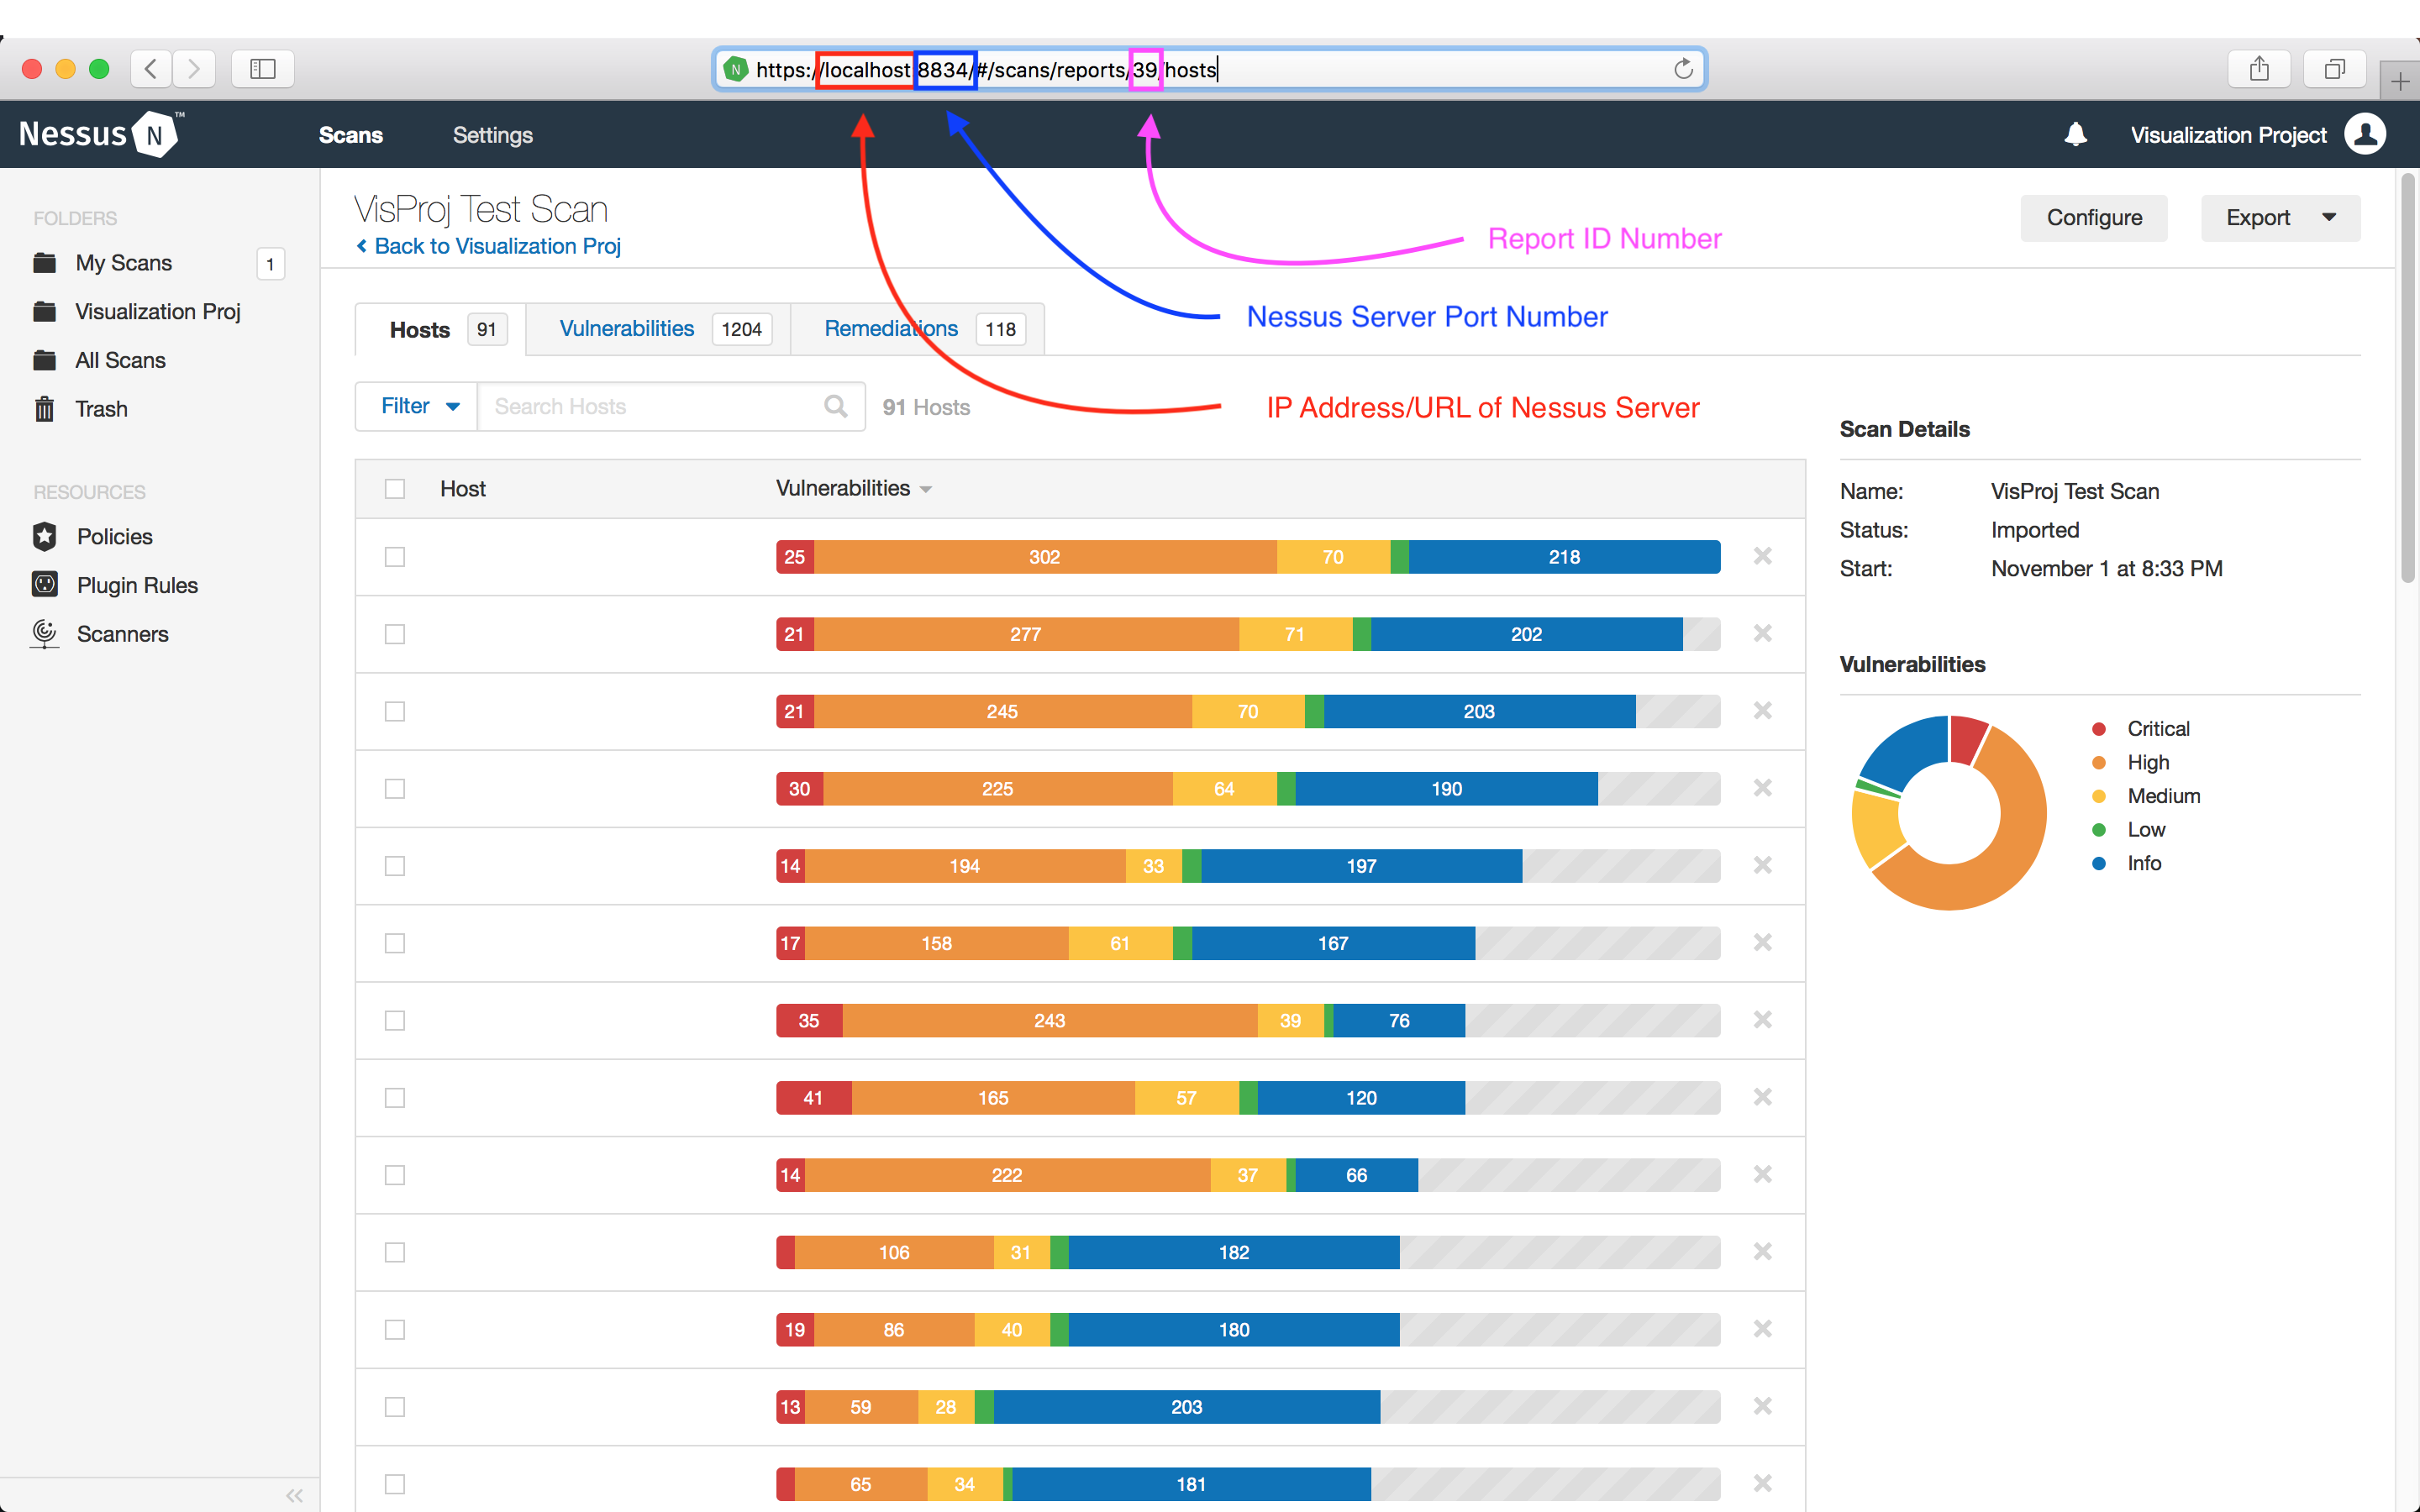 https://localhost:8834/#/scans/reports/39/hosts
Nessus N ™
Scans
Settings
Visualization Project
FOLDERS
My Scans 1
Visualization Proj
All Scans
Trash
RESOURCES
Policies
Plugin Rules
Scanners
VisProj Test Scan
Back to Visualization Proj
Configure
Export
Report ID Number
Nessus Server Port Number
IP Address/URL of Nessus Server
Hosts 91
Vulnerabilities 1204
Remediations 118
Filter
Search Hosts
91 Hosts
Host Vulnerabilities
25 302 70 218
21 277 71 202
21 245 70 203
30 225 64 190
14 194 33 197
17 158 61 167
35 243 39 76
41 165 57 120
14 222 37 66
106 31 182
19 86 40 180
13 59 28 203
65 34 181
Scan Details
Name: VisProj Test Scan
Status: Imported
Start: November 1 at 8:33 PM
Vulnerabilities
Critical
High
Medium
Low
Info